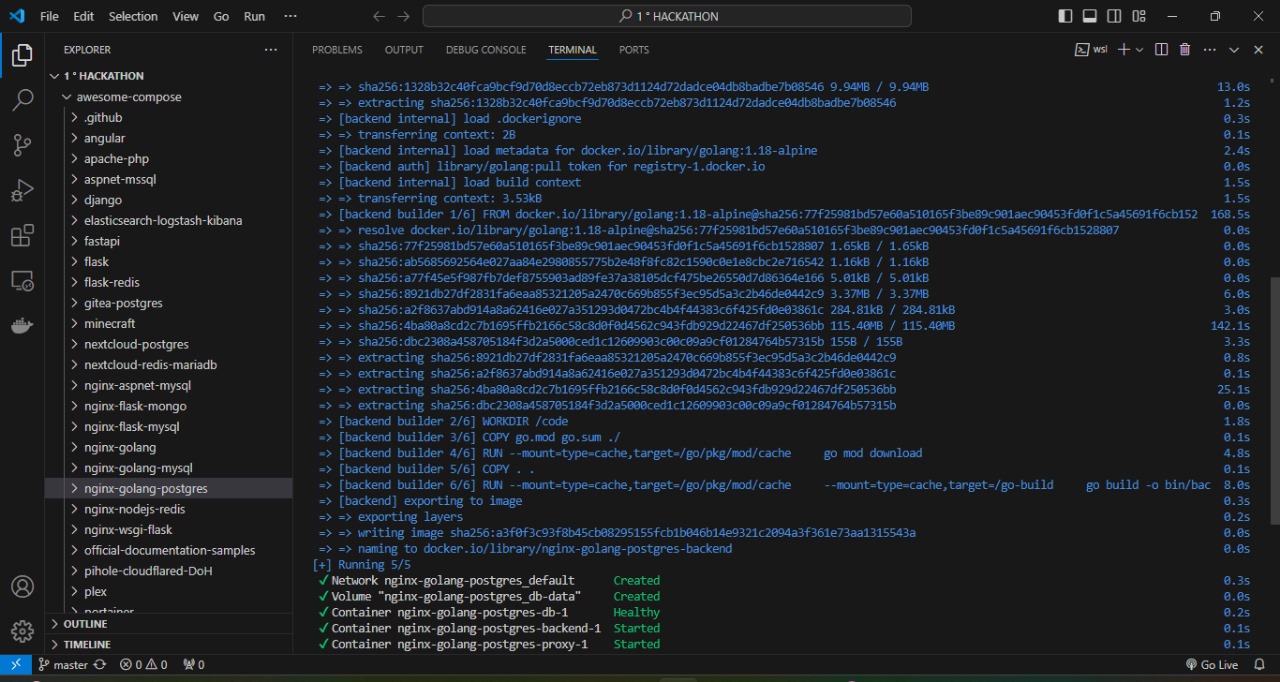 File Edit Selection View Go Run ··· 1 ° HACKATHON
EXPLORER ···
1 ° HACKATHON
awesome-compose
.github
angular
apache-php
aspnet-mssql
django
elasticsearch-logstash-kibana
fastapi
flask
flask-redis
gitea-postgres
minecraft
nextcloud-postgres
nextcloud-redis-mariadb
nginx-aspnet-mysql
nginx-flask-mongo
nginx-flask-mysql
nginx-golang
nginx-golang-mysql
nginx-golang-postgres
nginx-nodejs-redis
nginx-wsgi-flask
official-documentation-samples
pihole-cloudflared-DoH
plex
portainer
OUTLINE
TIMELINE
PROBLEMS OUTPUT DEBUG CONSOLE TERMINAL PORTS wsl
=> => sha256:1328b32c40fca9bcf9d70d8eccb72eb873d1124d72dadce04db8badbe7b08546 9.94MB / 9.94MB 13.0s
=> => extracting sha256:1328b32c40fca9bcf9d70d8eccb72eb873d1124d72dadce04db8badbe7b08546 1.2s
=> [backend internal] load .dockerignore 0.3s
=> => transferring context: 2B 0.1s
=> [backend internal] load metadata for docker.io/library/golang:1.18-alpine 2.4s
=> [backend auth] library/golang:pull token for registry-1.docker.io 0.0s
=> [backend internal] load build context 1.5s
=> => transferring context: 3.53kB 1.5s
=> [backend builder 1/6] FROM docker.io/library/golang:1.18-alpine@sha256:77f25981bd57e60a510165f3be89c901aec90453fd0f1c5a45691f6cb152 168.5s
=> => resolve docker.io/library/golang:1.18-alpine@sha256:77f25981bd57e60a510165f3be89c901aec90453fd0f1c5a45691f6cb1528807 0.0s
=> => sha256:77f25981bd57e60a510165f3be89c901aec90453fd0f1c5a45691f6cb1528807 1.65kB / 1.65kB 0.0s
=> => sha256:ab5685692564e027aa84e2980855775b2e48f8fc82c1590c0e1e8cbc2e716542 1.16kB / 1.16kB 0.0s
=> => sha256:a77f45e5f987fb7def8755903ad89fe37a38105dcf475be26550d7d86364e166 5.01kB / 5.01kB 0.0s
=> => sha256:8921db27df2831fa6eaa85321205a2470c669b855f3ec95d5a3c2b46de0442c9 3.37MB / 3.37MB 6.0s
=> => sha256:a2f8637abd914a8a62416e027a351293d0472bc4b4f44383c6f425fd0e03861c 284.81kB / 284.81kB 3.0s
=> => sha256:4ba80a8cd2c7b1695ffb2166c58c8d0f0d4562c943fdb929d22467df250536bb 115.40MB / 115.40MB 142.1s
=> => sha256:dbc2308a458705184f3d2a5000ced1c12609903c00c09a9cf01284764b57315b 155B / 155B 3.3s
=> => extracting sha256:8921db27df2831fa6eaa85321205a2470c669b855f3ec95d5a3c2b46de0442c9 0.8s
=> => extracting sha256:a2f8637abd914a8a62416e027a351293d0472bc4b4f44383c6f425fd0e03861c 0.1s
=> => extracting sha256:4ba80a8cd2c7b1695ffb2166c58c8d0f0d4562c943fdb929d22467df250536bb 25.1s
=> => extracting sha256:dbc2308a458705184f3d2a5000ced1c12609903c00c09a9cf01284764b57315b 0.0s
=> [backend builder 2/6] WORKDIR /code 1.8s
=> [backend builder 3/6] COPY go.mod go.sum ./ 0.1s
=> [backend builder 4/6] RUN --mount=type=cache,target=/go/pkg/mod/cache go mod download 4.8s
=> [backend builder 5/6] COPY . . 0.1s
=> [backend builder 6/6] RUN --mount=type=cache,target=/go/pkg/mod/cache --mount=type=cache,target=/go-build go build -o bin/bac 8.0s
=> [backend] exporting to image 0.3s
=> => exporting layers 0.2s
=> => writing image sha256:a3f0f3c93f8b45cb08295155fcb1b046b14e9321c2094a3f361e73aa1315543a 0.0s
=> => naming to docker.io/library/nginx-golang-postgres-backend 0.0s
[+] Running 5/5
✓ Network nginx-golang-postgres_default Created 0.3s
✓ Volume "nginx-golang-postgres_db-data" Created 0.0s
✓ Container nginx-golang-postgres-db-1 Healthy 0.2s
✓ Container nginx-golang-postgres-backend-1 Started 0.1s
✓ Container nginx-golang-postgres-proxy-1 Started 0.1s
master 0 0 0 Go Live